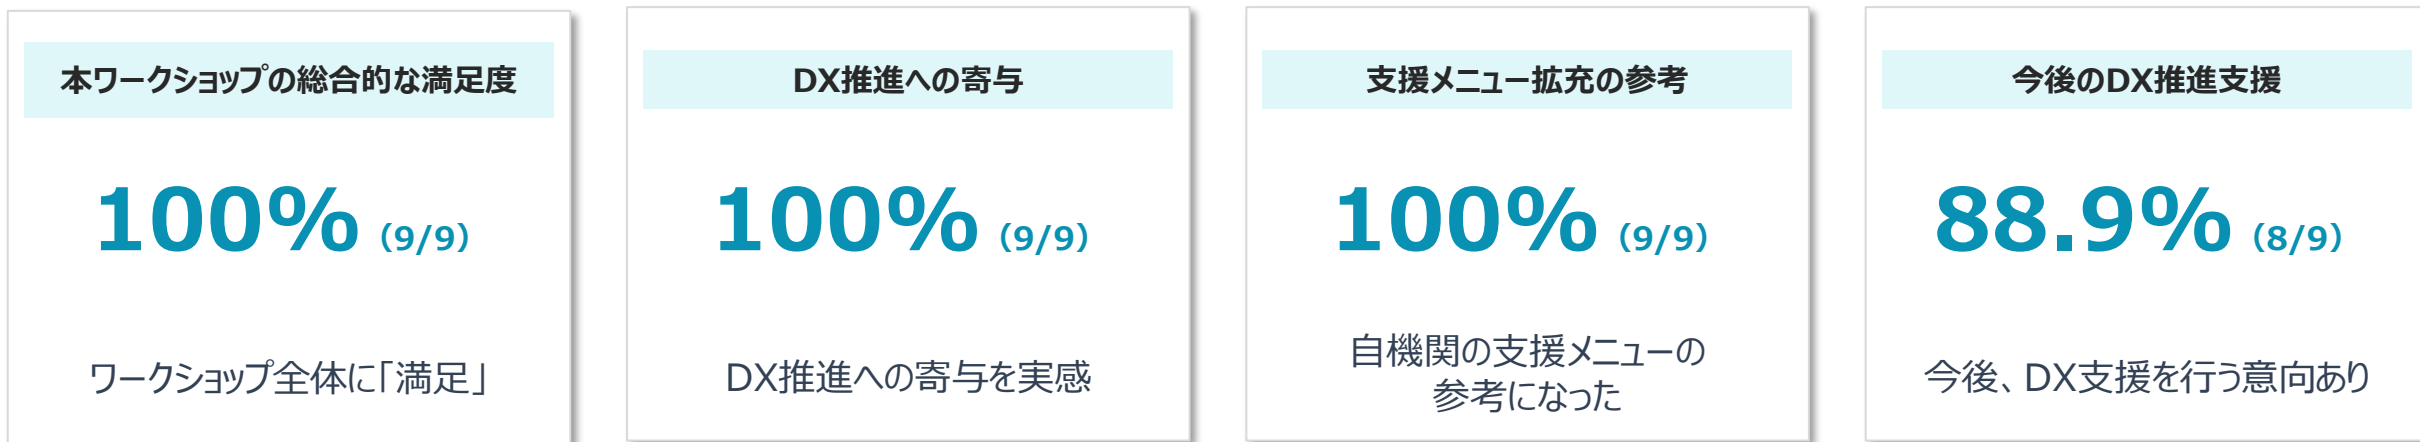 本ワークショップの総合的な満足度
100%（9/9）
ワークショップ全体に「満足」
DX推進への寄与
100%（9/9）
DX推進への寄与を実感
支援メニュー拡充の参考
100%（9/9）
自機関の支援メニューの
参考になった
今後のDX推進支援
88.9%（8/9）
今後、DX支援を行う意向あり